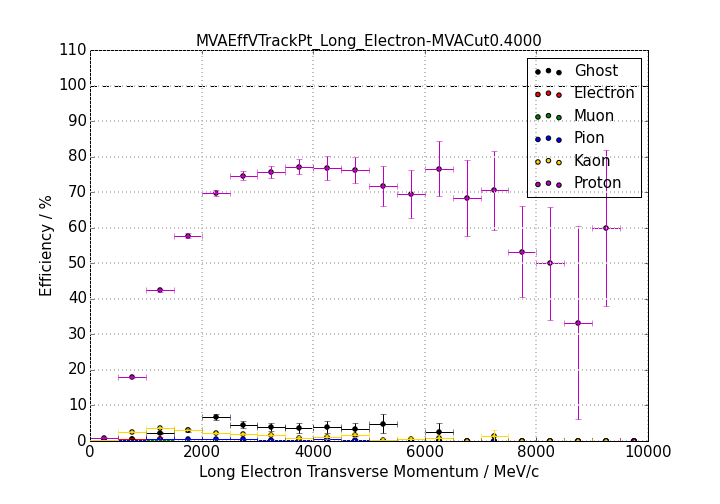 MVAEffVTrackPt_Long_Electron-MVACut0.4000
Efficiency / %
110
100
90
80
70
60
50
40
30
20
10
0
Ghost
Electron
Muon
Pion
Kaon
Proton
0 2000 4000 6000 8000 10000
Long Electron Transverse Momentum / MeV/c